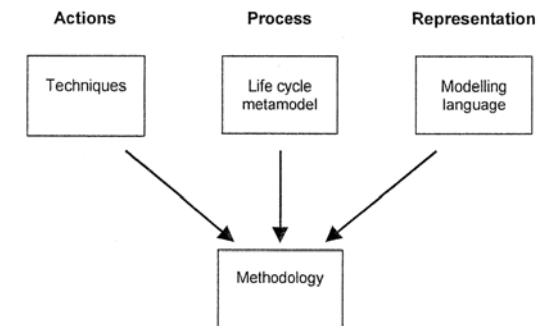 Actions Process Representation
Techniques
Life cycle
metamodel
Modelling
language
Methodology